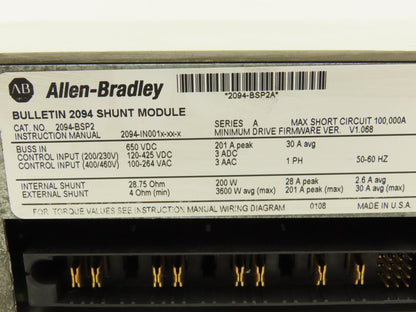 AB Allen-Bradley
*2094-BSP2A*
BULLETIN 2094 SHUNT MODULE
CAT. NO. 2094-BSP2 SERIES A MAX SHORT CIRCUIT 100,000A
INSTRUCTION MANUAL 2094-IN001x-xx-x MINIMUM DRIVE FIRMWARE VER. V1.068
BUSS IN 650 VDC 201 A peak 30 A avg
CONTROL INPUT (200/230V) 120-425 VDC 3 ADC
CONTROL INPUT (400/460V) 100-264 VAC 3 AAC 1 PH 50-60 HZ
INTERNAL SHUNT 28.75 Ohm 200 W 28 A peak 2.6 A avg
EXTERNAL SHUNT 4 Ohm (min) 3600 W avg (max) 201 A peak (max) 30 A avg (max)
FOR TORQUE VALUES SEE INSTRUCTION MANUAL WIRING DIAGRAM 0108 MADE IN U.S.A.